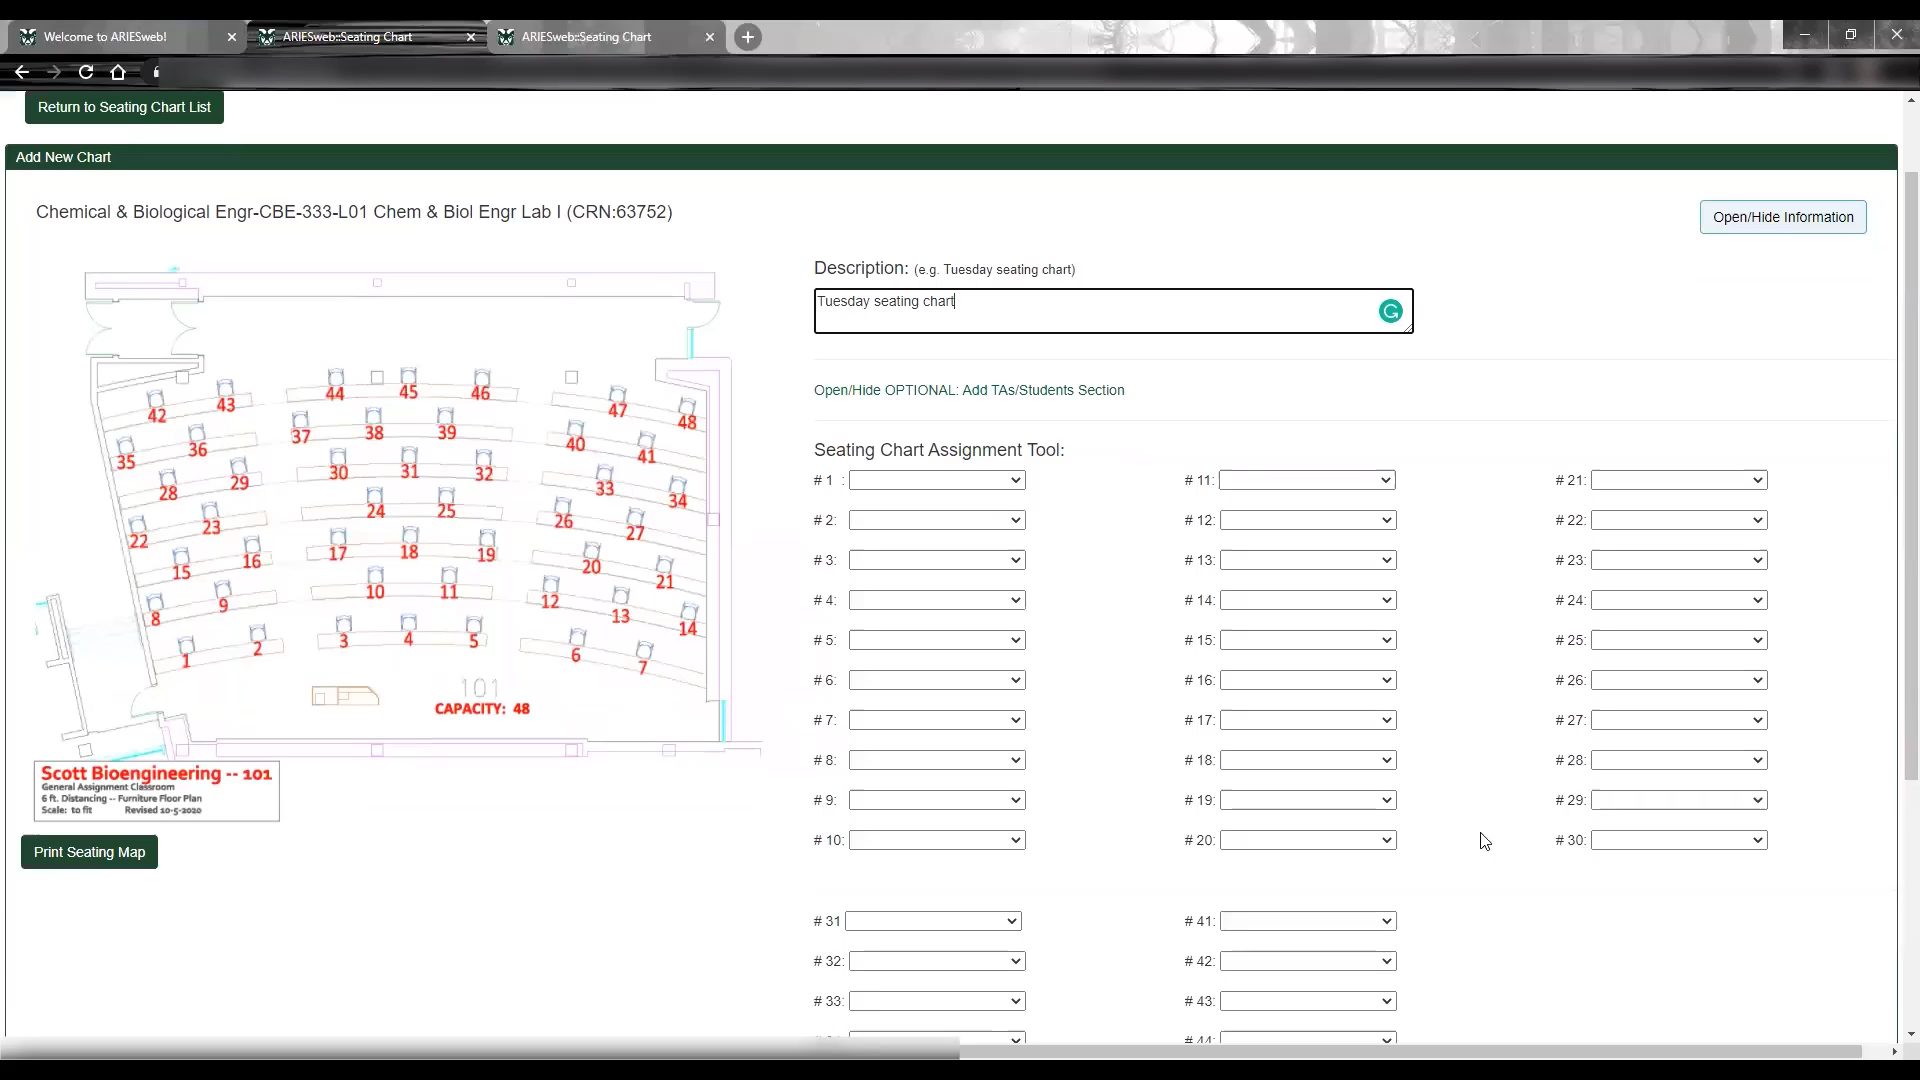 Welcome to ARIESweb!
ARIESweb::Seating Chart
ARIESweb::Seating Chart
Return to Seating Chart List
Add New Chart
Chemical & Biological Engr-CBE-333-L01 Chem & Biol Engr Lab I (CRN:63752)
Open/Hide Information
Description: (e.g. Tuesday seating chart)
Tuesday seating chart
Open/Hide OPTIONAL: Add TAs/Students Section
Seating Chart Assignment Tool:
# 1 : # 11: # 21:
# 2: # 12: # 22:
# 3: # 13: # 23:
# 4: # 14: # 24:
# 5: # 15: # 25:
# 6: # 16: # 26:
# 7: # 17: # 27:
# 8: # 18: # 28:
# 9: # 19: # 29:
# 10: # 20: # 30:
# 31 # 41:
# 32: # 42:
# 33: # 43:
# 44:
42 43 44 45 46 47 48
35 36 37 38 39 40 41
28 29 30 31 32 33 34
22 23 24 25 26 27
15 16 17 18 19 20 21
8 9 10 11 12 13 14
1 2 3 4 5 6 7
101
CAPACITY: 48
Scott Bioengineering -- 101
General Assignment Classroom
6 ft. Distancing -- Furniture Floor Plan
Scale: to fit Revised 10-5-2020
Print Seating Map